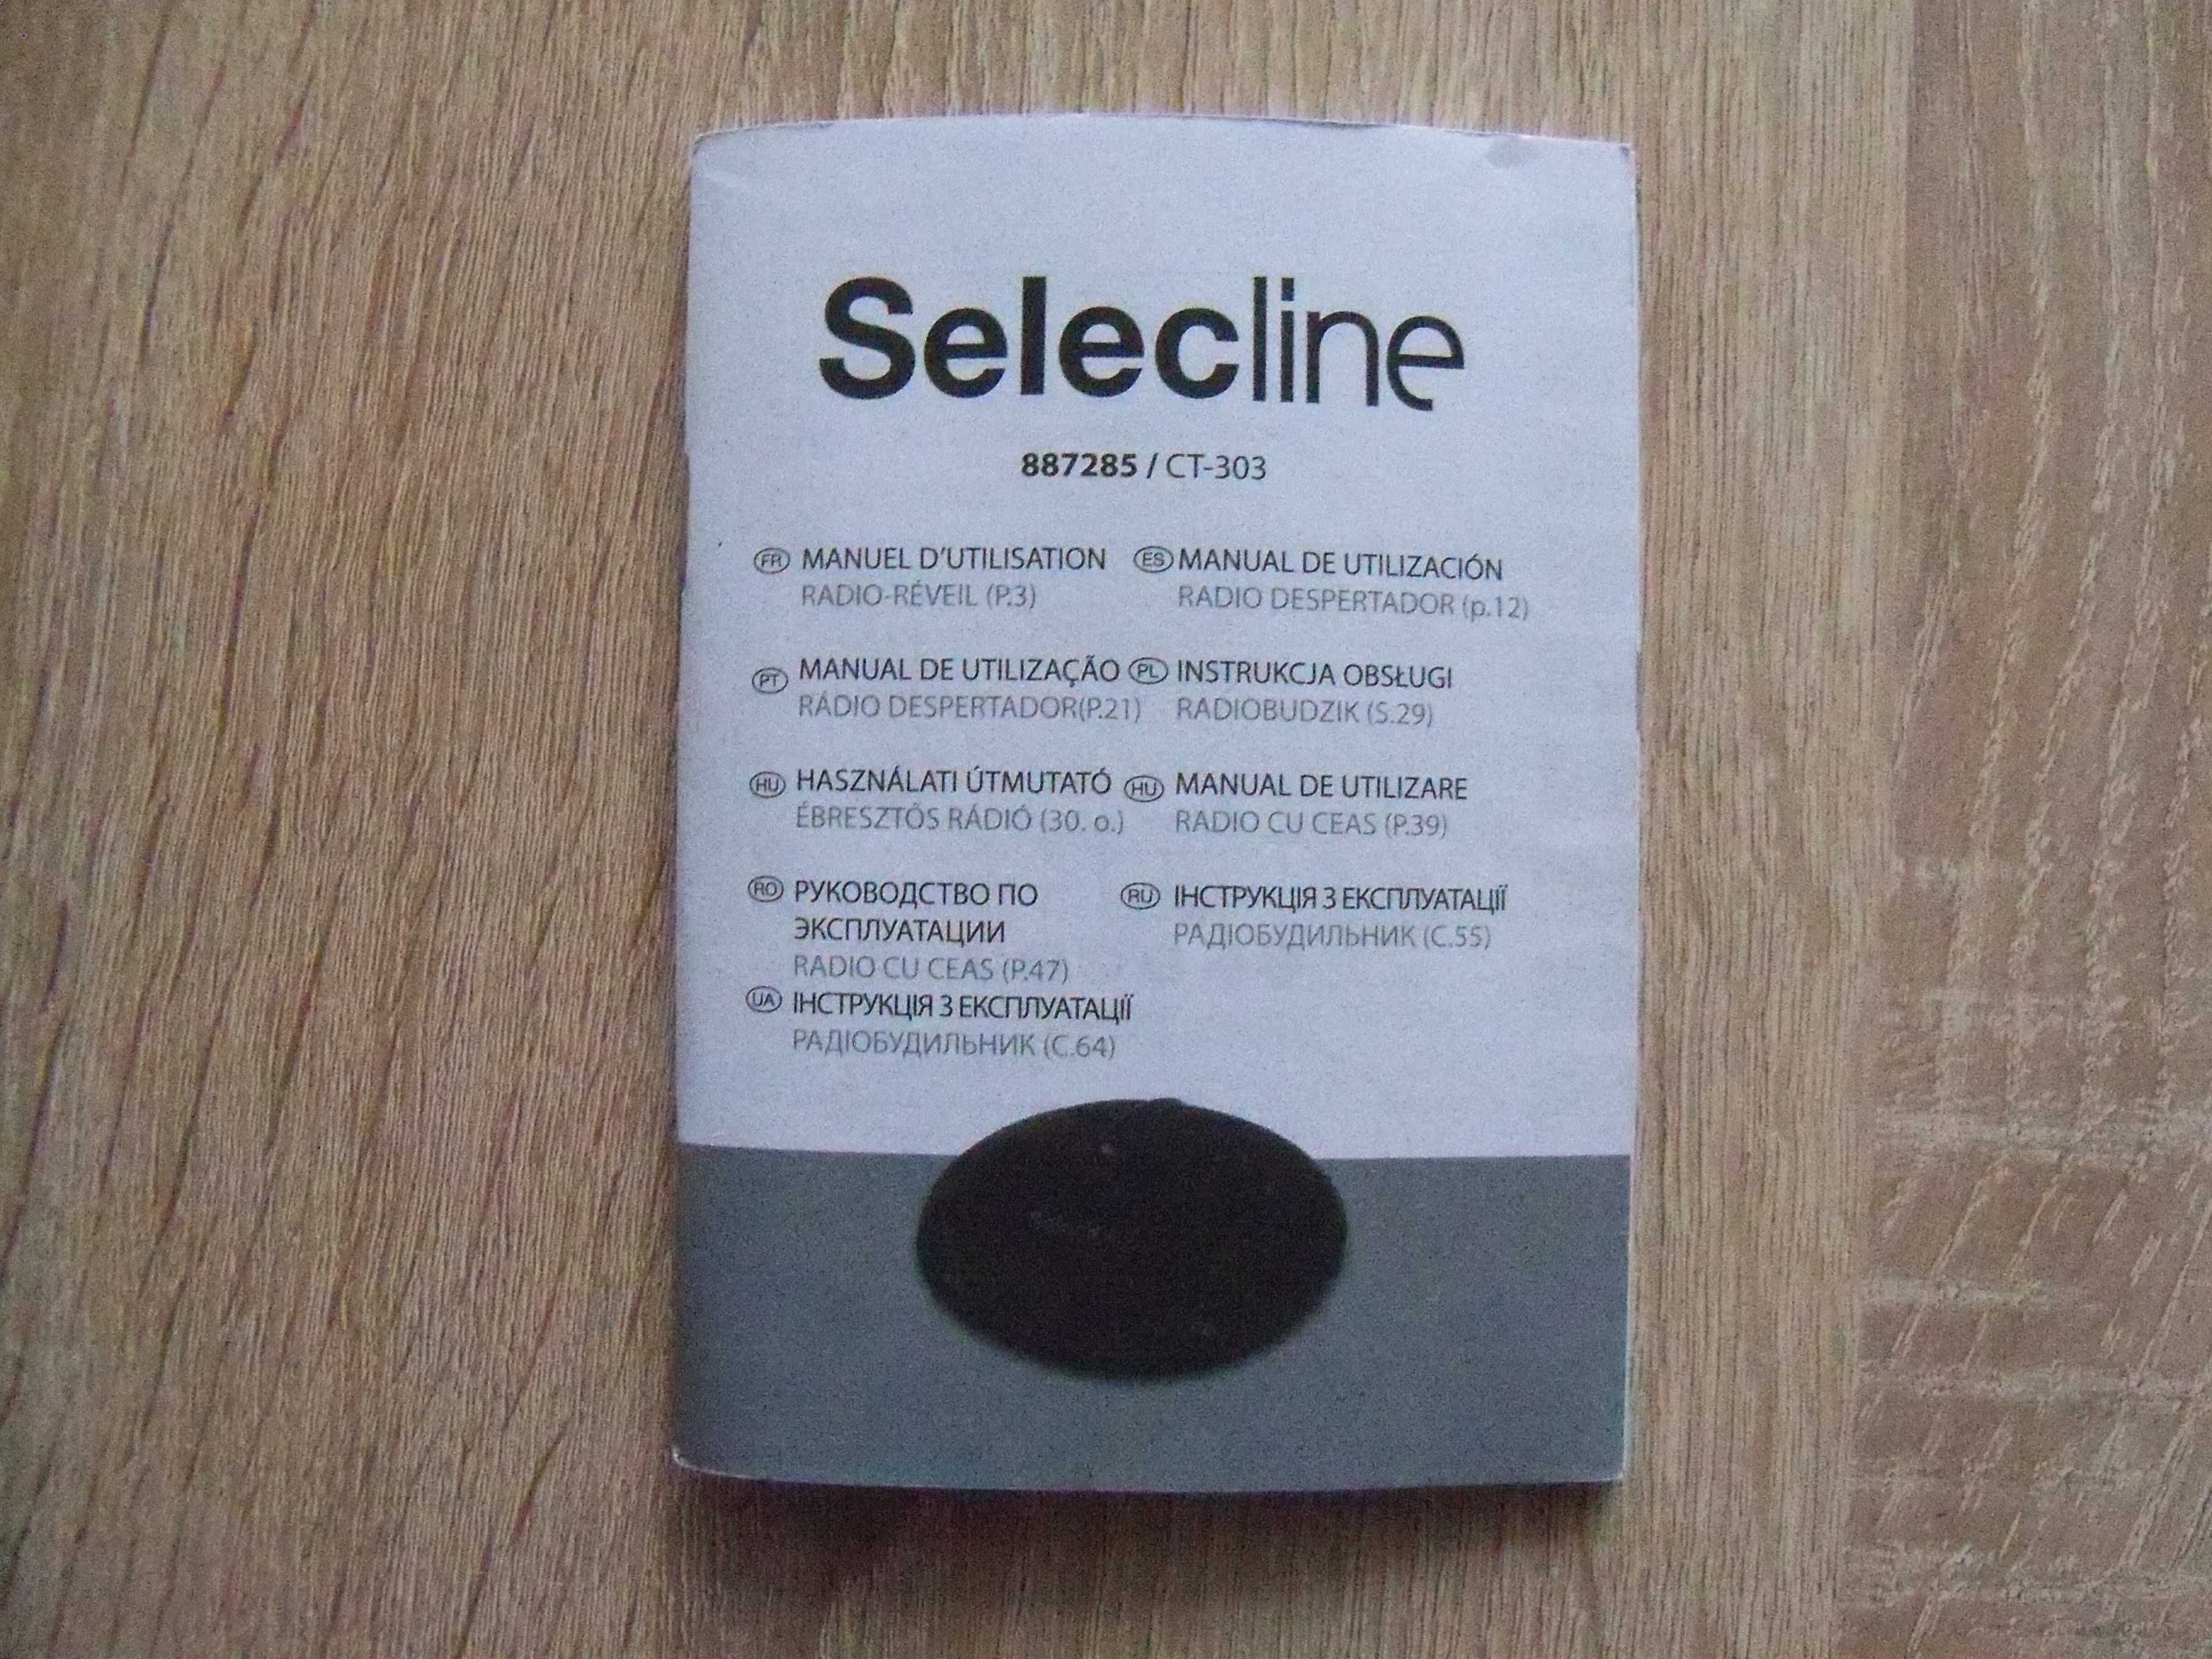 Selecline
887285 / CT-303
FR MANUEL D'UTILISATION
RADIO-RÉVEIL (P.3)
ES MANUAL DE UTILIZACIÓN
RADIO DESPERTADOR (p.12)
PT MANUAL DE UTILIZAÇÃO
RÁDIO DESPERTADOR(P.21)
PL INSTRUKCJA OBSŁUGI
RADIOBUDZIK (S.29)
HU HASZNÁLATI ÚTMUTATÓ
ÉBRESZTŐS RÁDIÓ (30. o.)
HU MANUAL DE UTILIZARE
RADIO CU CEAS (P.39)
RO РУКОВОДСТВО ПО
ЭКСПЛУАТАЦИИ
RADIO CU CEAS (P.47)
RU ІНСТРУКЦІЯ З ЕКСПЛУАТАЦІЇ
РАДІОБУДИЛЬНИК (С.55)
UA ІНСТРУКЦІЯ З ЕКСПЛУАТАЦІЇ
РАДІОБУДИЛЬНИК (С.64)